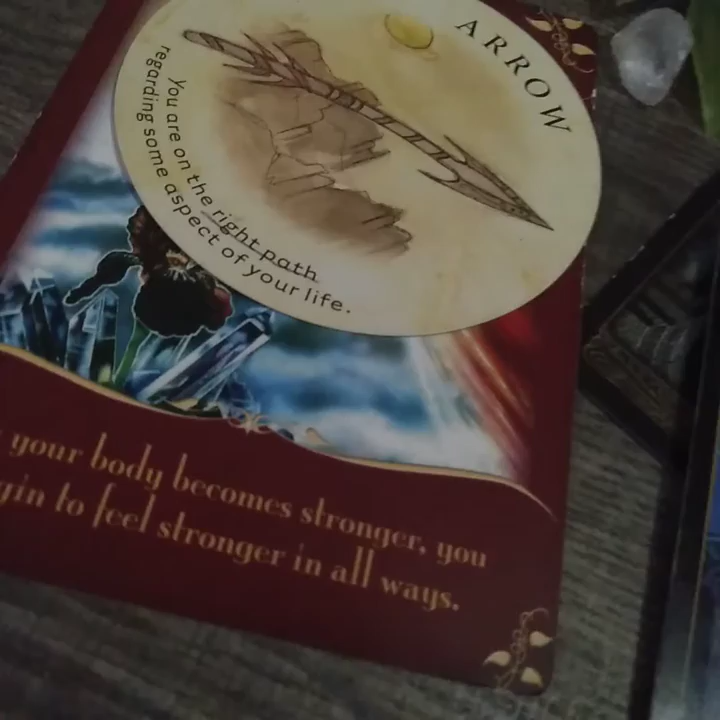 ARROW
You are on the right path
regarding some aspect of your life.
your body becomes stronger, you
to feel stronger in all ways.